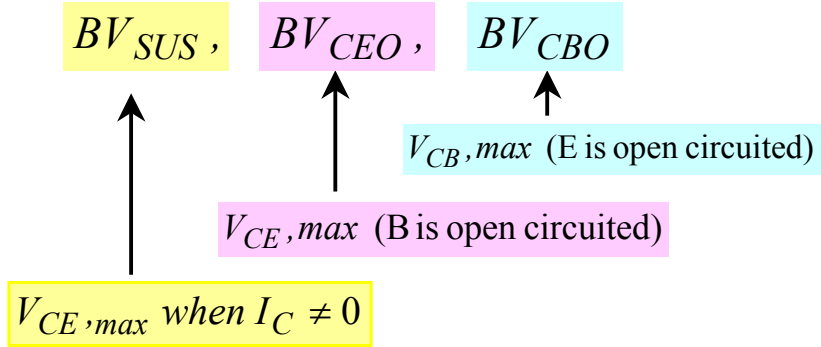 BV_SUS , BV_CEO , BV_CBO
V_CB ,max (E is open circuited)
V_CE ,max (B is open circuited)
V_CE ,max when I_C ≠ 0